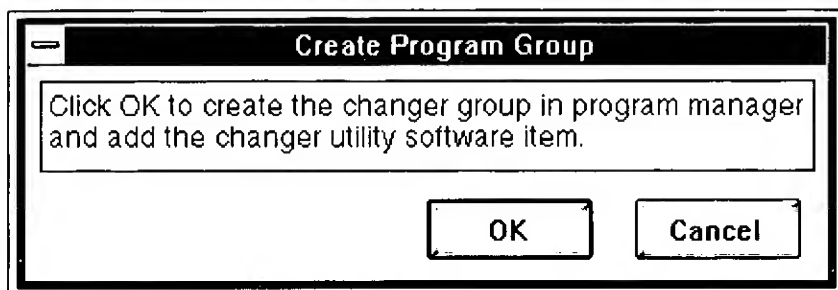 Create Program Group
Click OK to create the changer group in program manager
and add the changer utility software item.
OK
Cancel